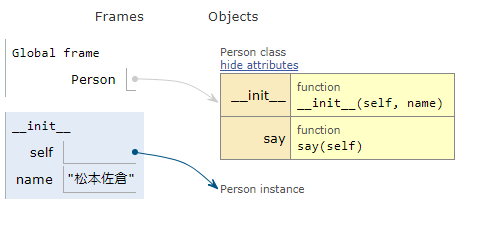 Frames Objects
Global frame
Person
Person class
hide attributes
__init__ function
__init__(self, name)
say function
say(self)
__init__
self
name "松本佐倉"
Person instance